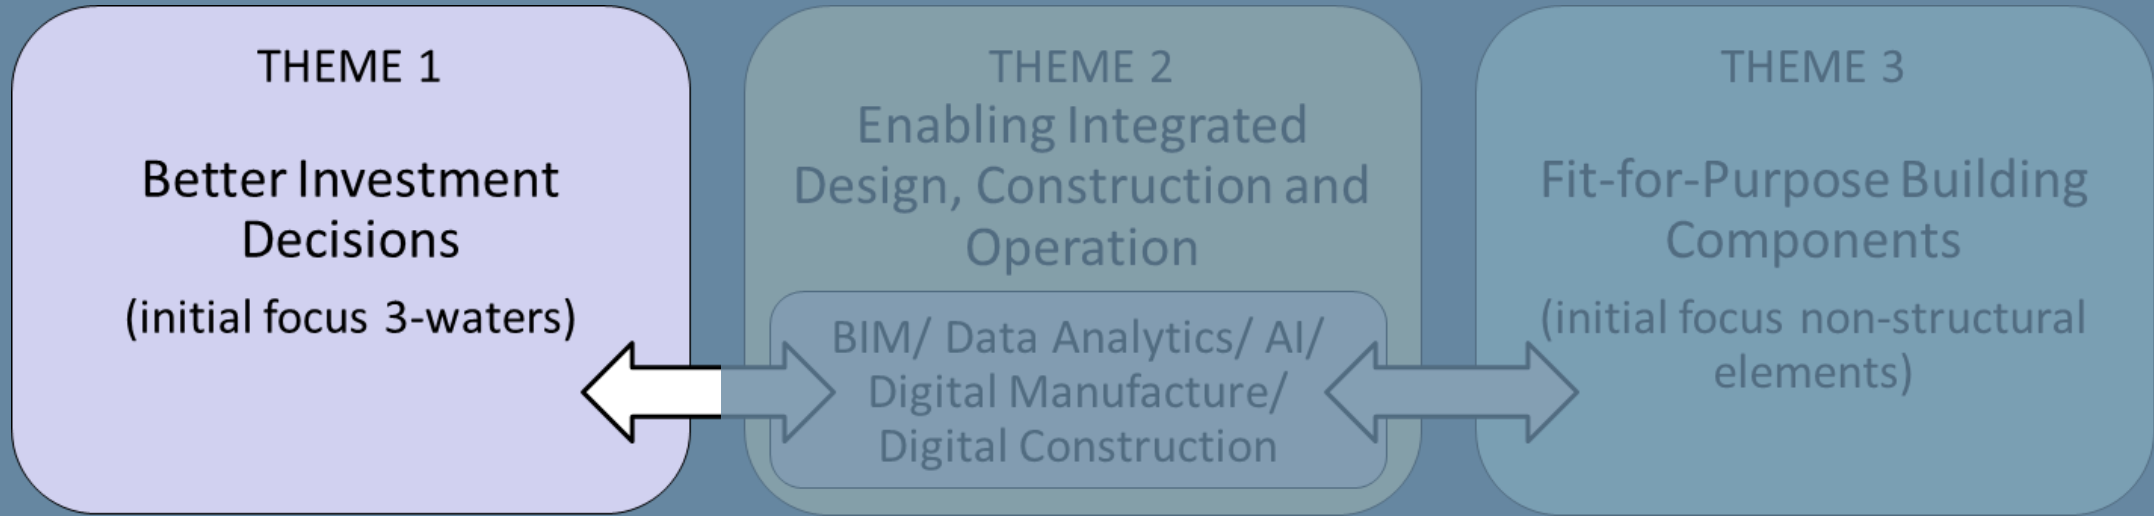 THEME 1
Better Investment
Decisions
(initial focus 3-waters)
THEME 2
Enabling Integrated
Design, Construction and
Operation
BIM/ Data Analytics/ AI/
Digital Manufacture/
Digital Construction
THEME 3
Fit-for-Purpose Building
Components
(initial focus non-structural
elements)